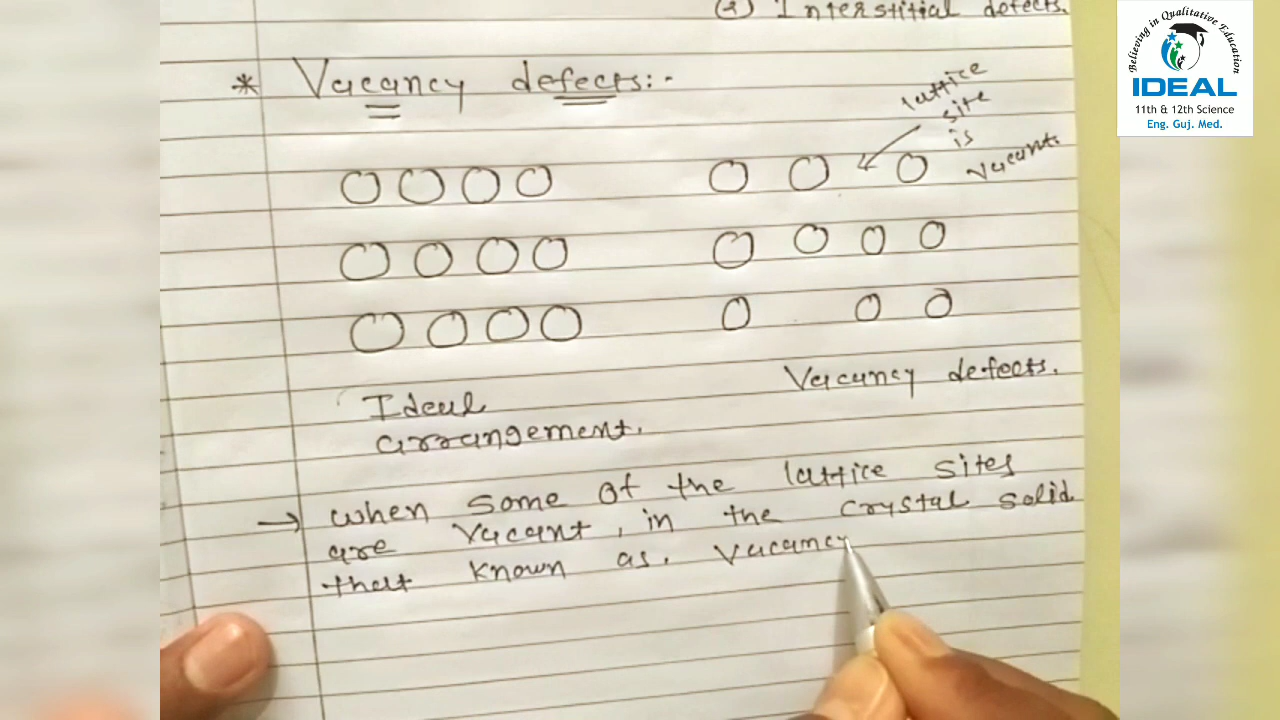 (2) Interstitial defects.
* Vacancy defects:-
lattice
site
is
vacant.
Ideal
arrangement.
Vacancy defects.
→ when some of the lattice sites
are vacant, in the crystal solid
that known as. vacancy
Believing in Qualitative Education
IDEAL
11th & 12th Science
Eng. Guj. Med.